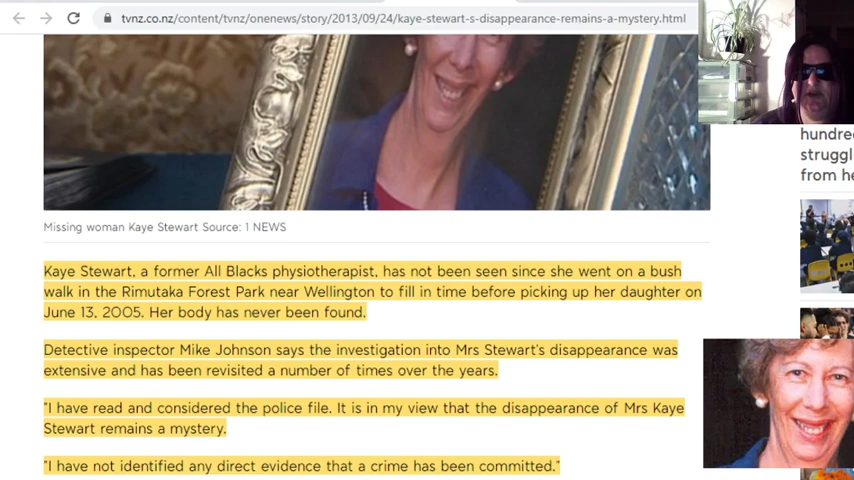 tvnz.co.nz/content/tvnz/onenews/story/2013/09/24/kaye-stewart-s-disappearance-remains-a-mystery.html
hundre
struggl
from he
Missing woman Kaye Stewart Source: 1 NEWS
Kaye Stewart, a former All Blacks physiotherapist, has not been seen since she went on a bush
walk in the Rimutaka Forest Park near Wellington to fill in time before picking up her daughter on
June 13, 2005. Her body has never been found.
Detective inspector Mike Johnson says the investigation into Mrs Stewart's disappearance was
extensive and has been revisited a number of times over the years.
"I have read and considered the police file. It is in my view that the disappearance of Mrs Kaye
Stewart remains a mystery.
"I have not identified any direct evidence that a crime has been committed."